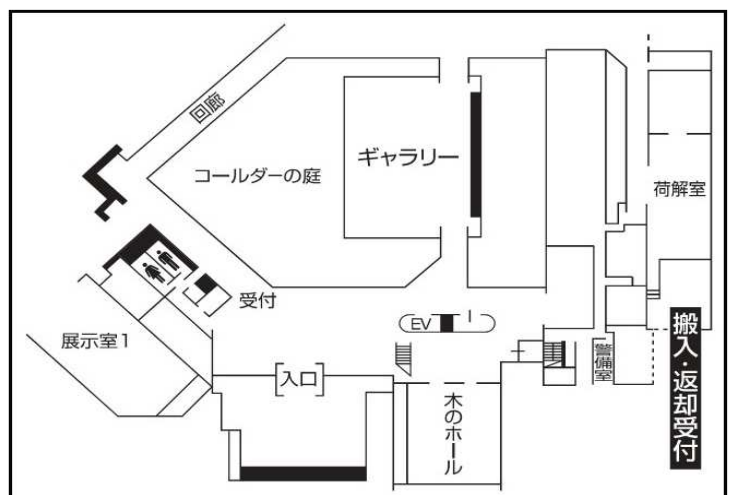 回廊
コールダーの庭
ギャラリー
荷解室
受付
展示室1
EV
入口
木のホール
警備室
搬入・返却受付